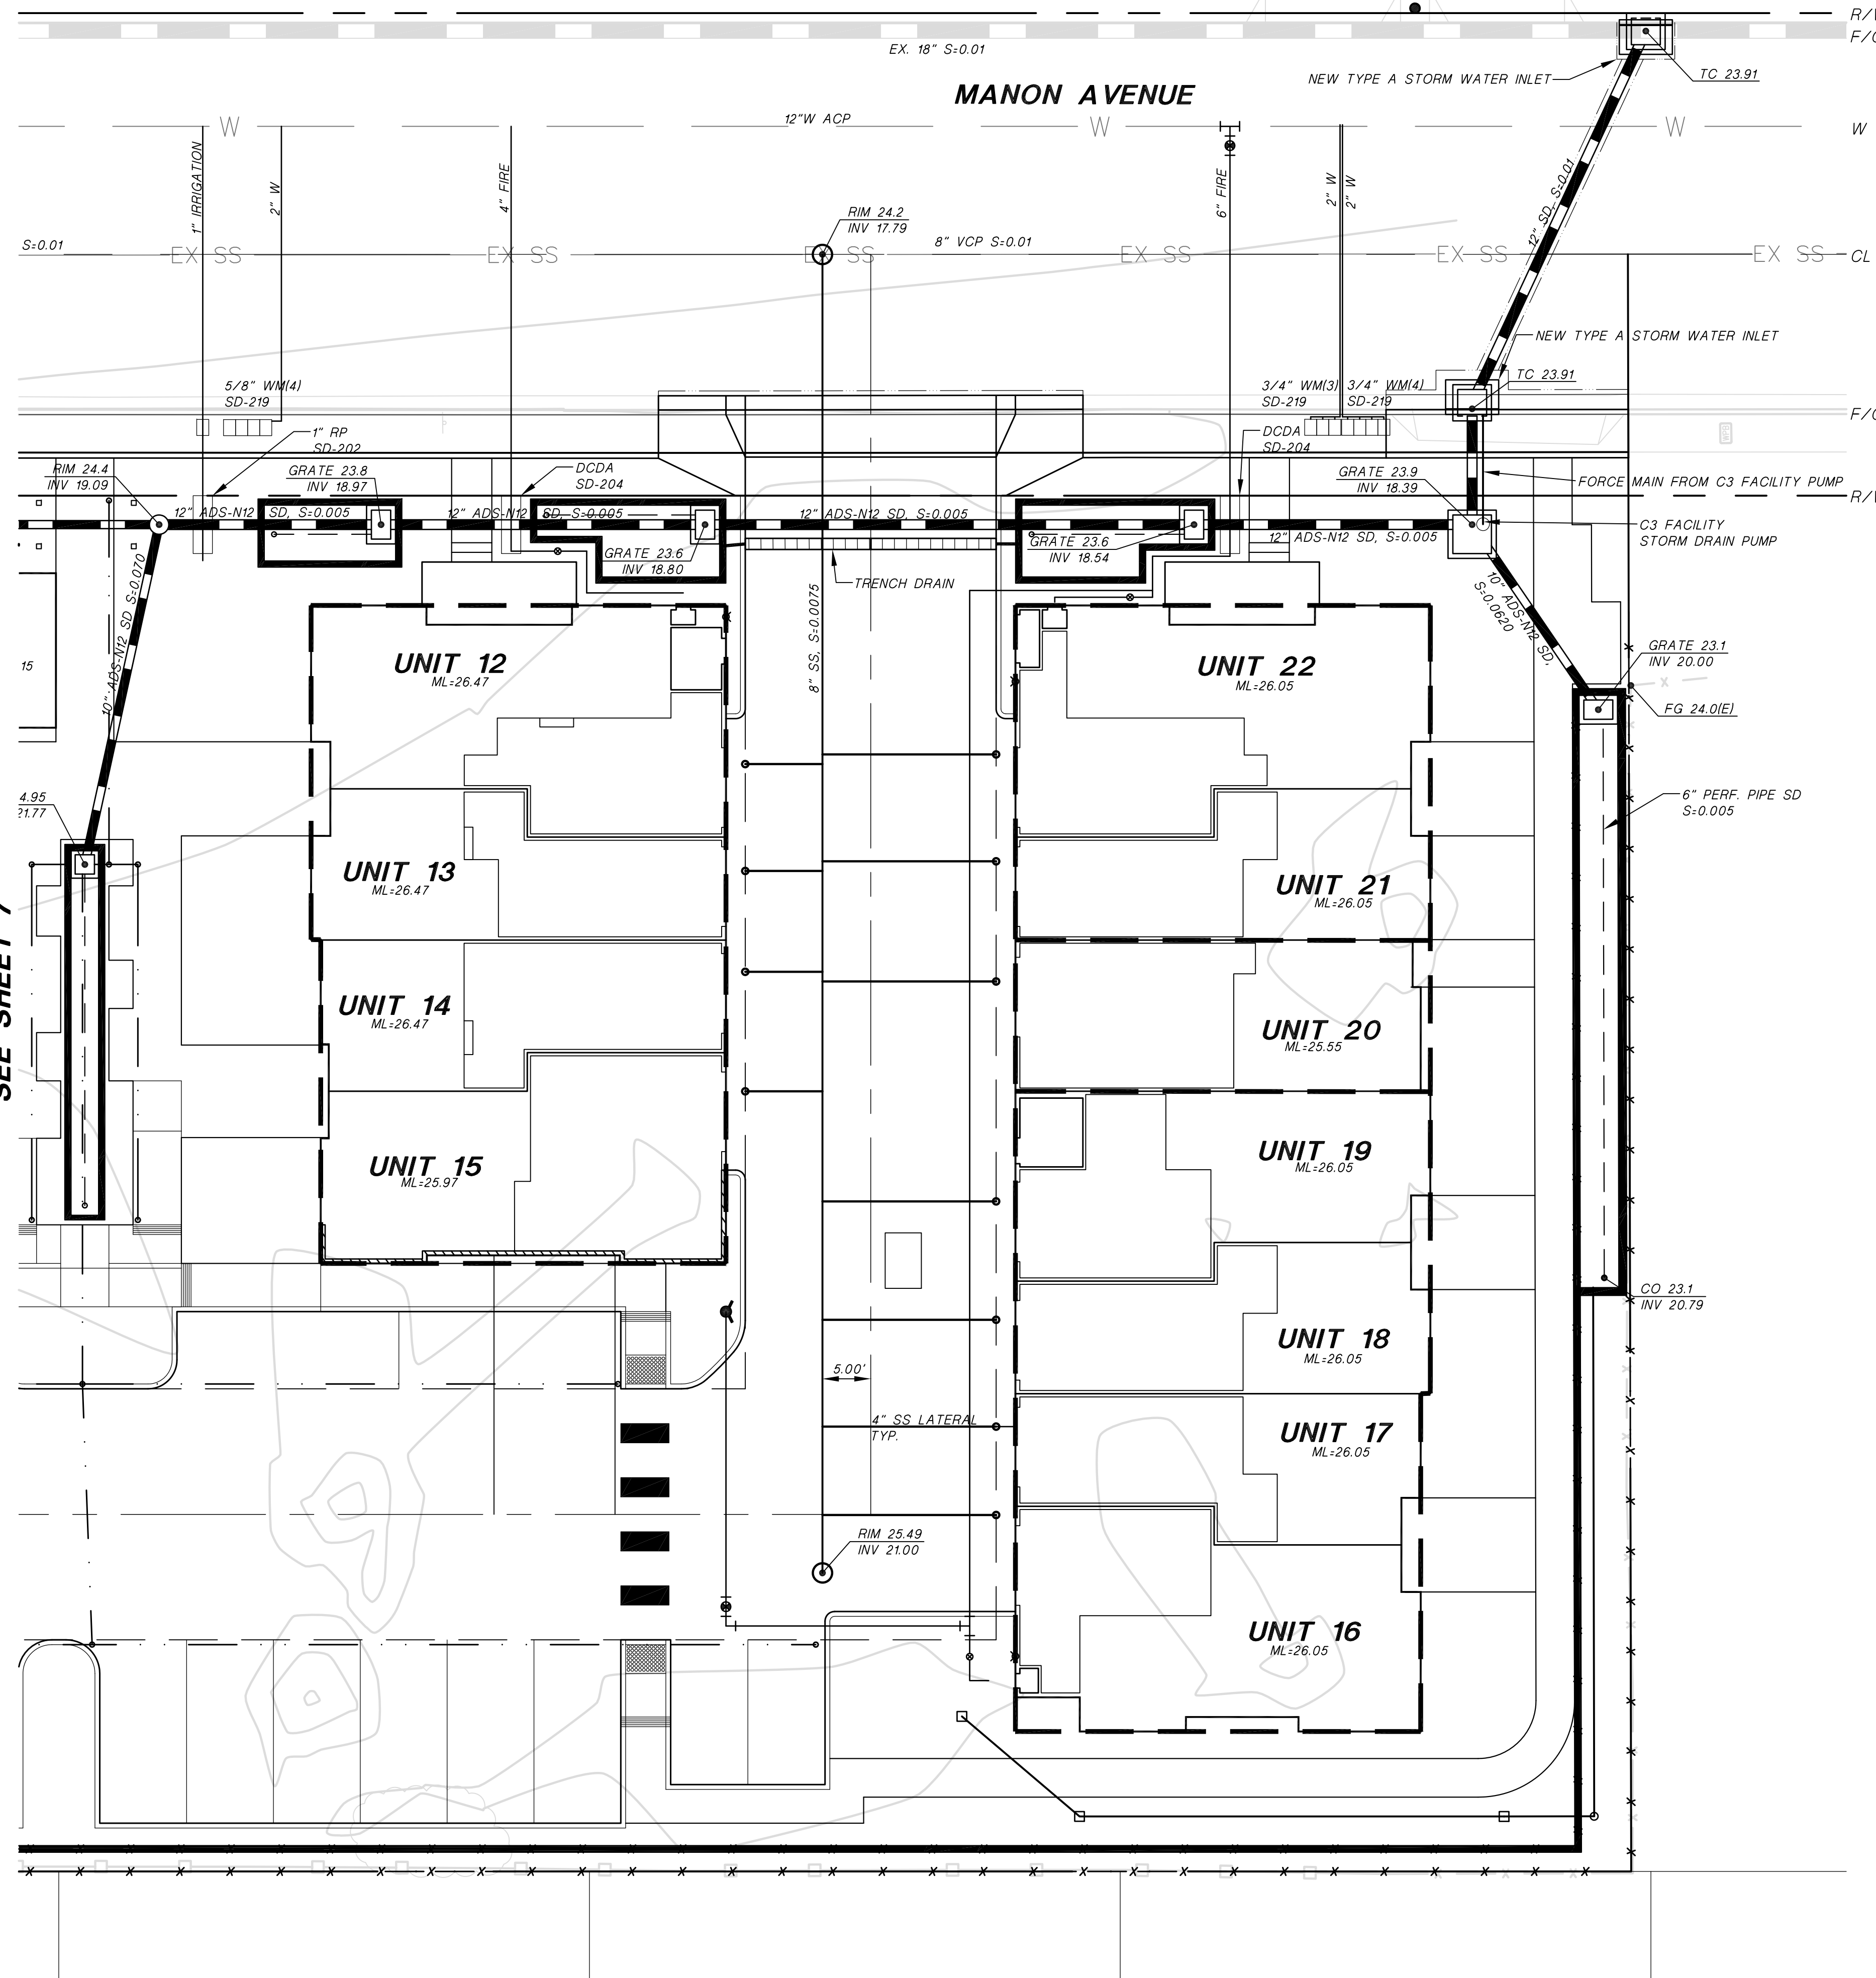 EX. 18" S=0.01
MANON AVENUE
NEW TYPE A STORM WATER INLET
TC 23.91
12"W ACP
W
W
W
W
1" IRRIGATION
2" W
4" FIRE
6" FIRE
2" W
2" W
12" SD, S=0.01
RIM 24.2
INV 17.79
S=0.01
8" VCP S=0.01
EX SS
EX SS
EX SS
EX SS
EX SS
EX SS
CL
NEW TYPE A STORM WATER INLET
TC 23.91
5/8" WM(4)
SD-219
3/4" WM(3)
SD-219
3/4" WM(4)
SD-219
1" RP
SD-202
DCDA
SD-204
DCDA
SD-204
RIM 24.4
INV 19.09
GRATE 23.8
INV 18.97
GRATE 23.9
INV 18.39
FORCE MAIN FROM C3 FACILITY PUMP
12" ADS-N12 SD, S=0.005
12" ADS-N12 SD, S=0.005
12" ADS-N12 SD, S=0.005
12" ADS-N12 SD, S=0.005
C3 FACILITY
STORM DRAIN PUMP
GRATE 23.6
INV 18.80
GRATE 23.6
INV 18.54
TRENCH DRAIN
10" ADS-N12 SD S=0.070
8" SS, S=0.0075
10" ADS-N12 SD,
S=0.0620
15
UNIT 12
ML=26.47
UNIT 22
ML=26.05
GRATE 23.1
INV 20.00
FG 24.0(E)
4.95
21.77
6" PERF. PIPE SD
S=0.005
UNIT 13
ML=26.47
UNIT 21
ML=26.05
SEE SHEET 7
UNIT 14
ML=26.47
UNIT 20
ML=25.55
UNIT 15
ML=25.97
UNIT 19
ML=26.05
CO 23.1
INV 20.79
UNIT 18
ML=26.05
5.00'
4" SS LATERAL
TYP.
UNIT 17
ML=26.05
RIM 25.49
INV 21.00
UNIT 16
ML=26.05